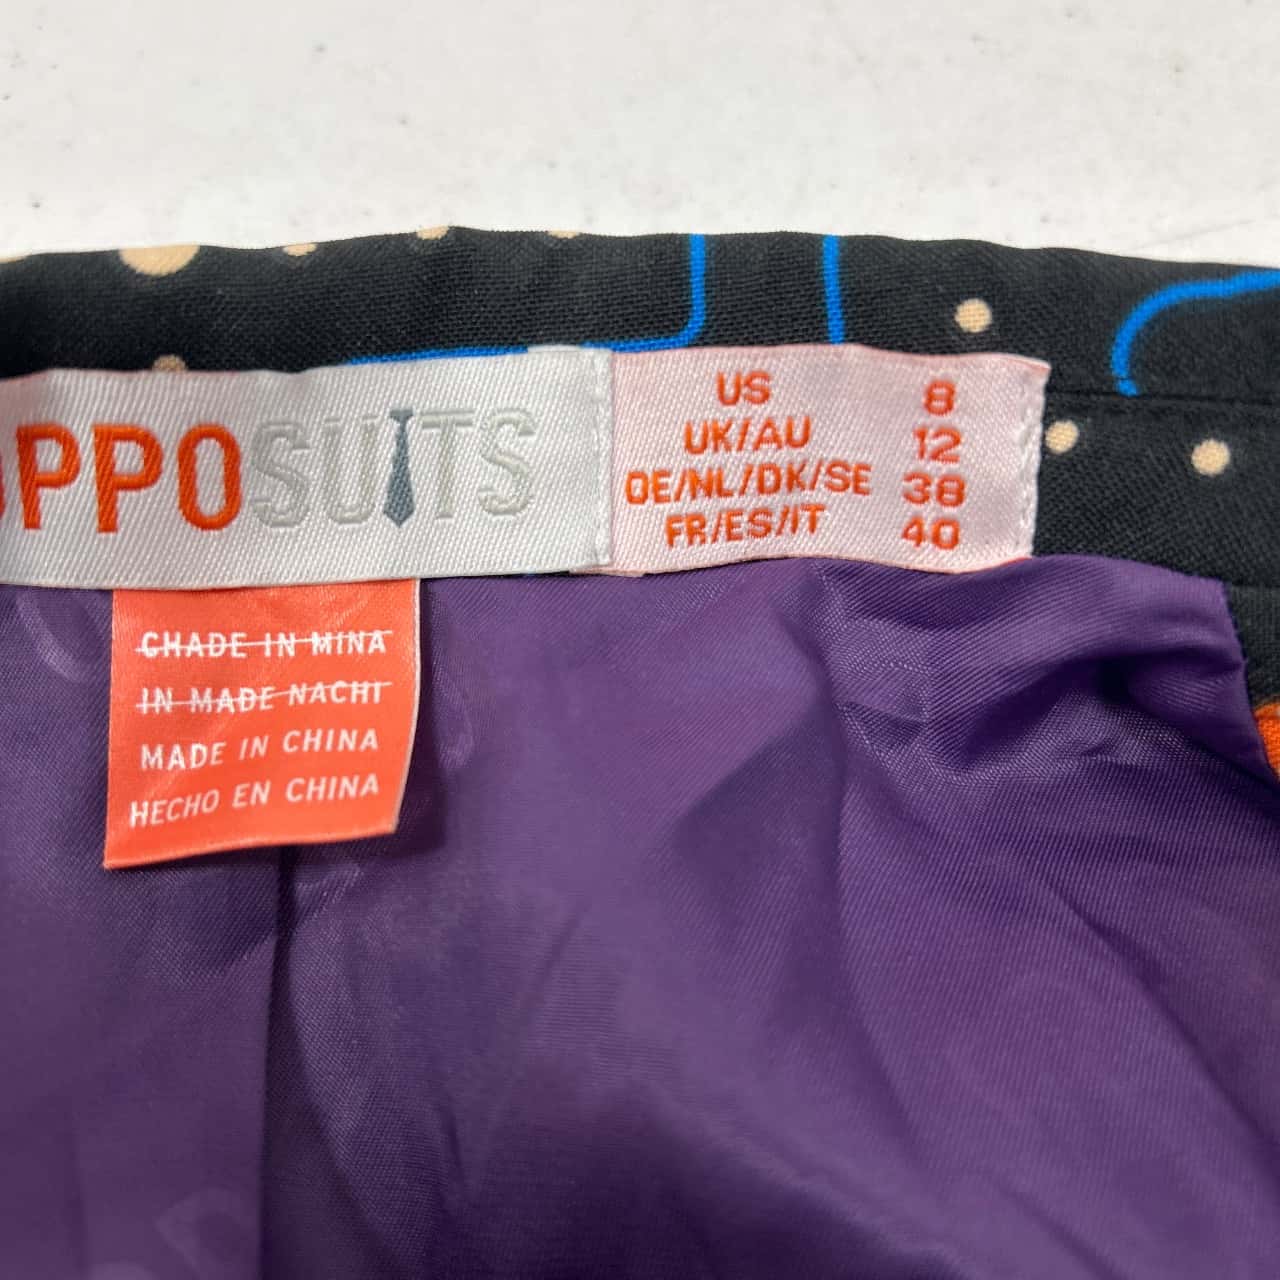 OPPOSUITS
US 8
UK/AU 12
DE/NL/DK/SE 38
FR/ES/IT 40
CHADE IN MINA
IN MADE NACHI
MADE IN CHINA
HECHO EN CHINA